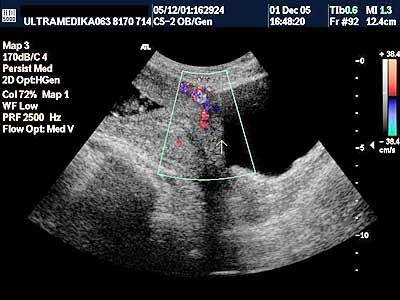 ULTRAMEDIKA063 8170 714
05/12/01:162924
C5-2 OB/Gen
01 Dec 05
16:48:20
TIb0.6
MI 1.3
Fr #92
12.4cm
Map 3
170dB/C 4
Persist Med
2D Opt:HGen
Col 72% Map 1
WF Low
PRF 2500 Hz
Flow Opt: Med V
ATL
+ 38.4
- 38.4
cm/s
-5
-10